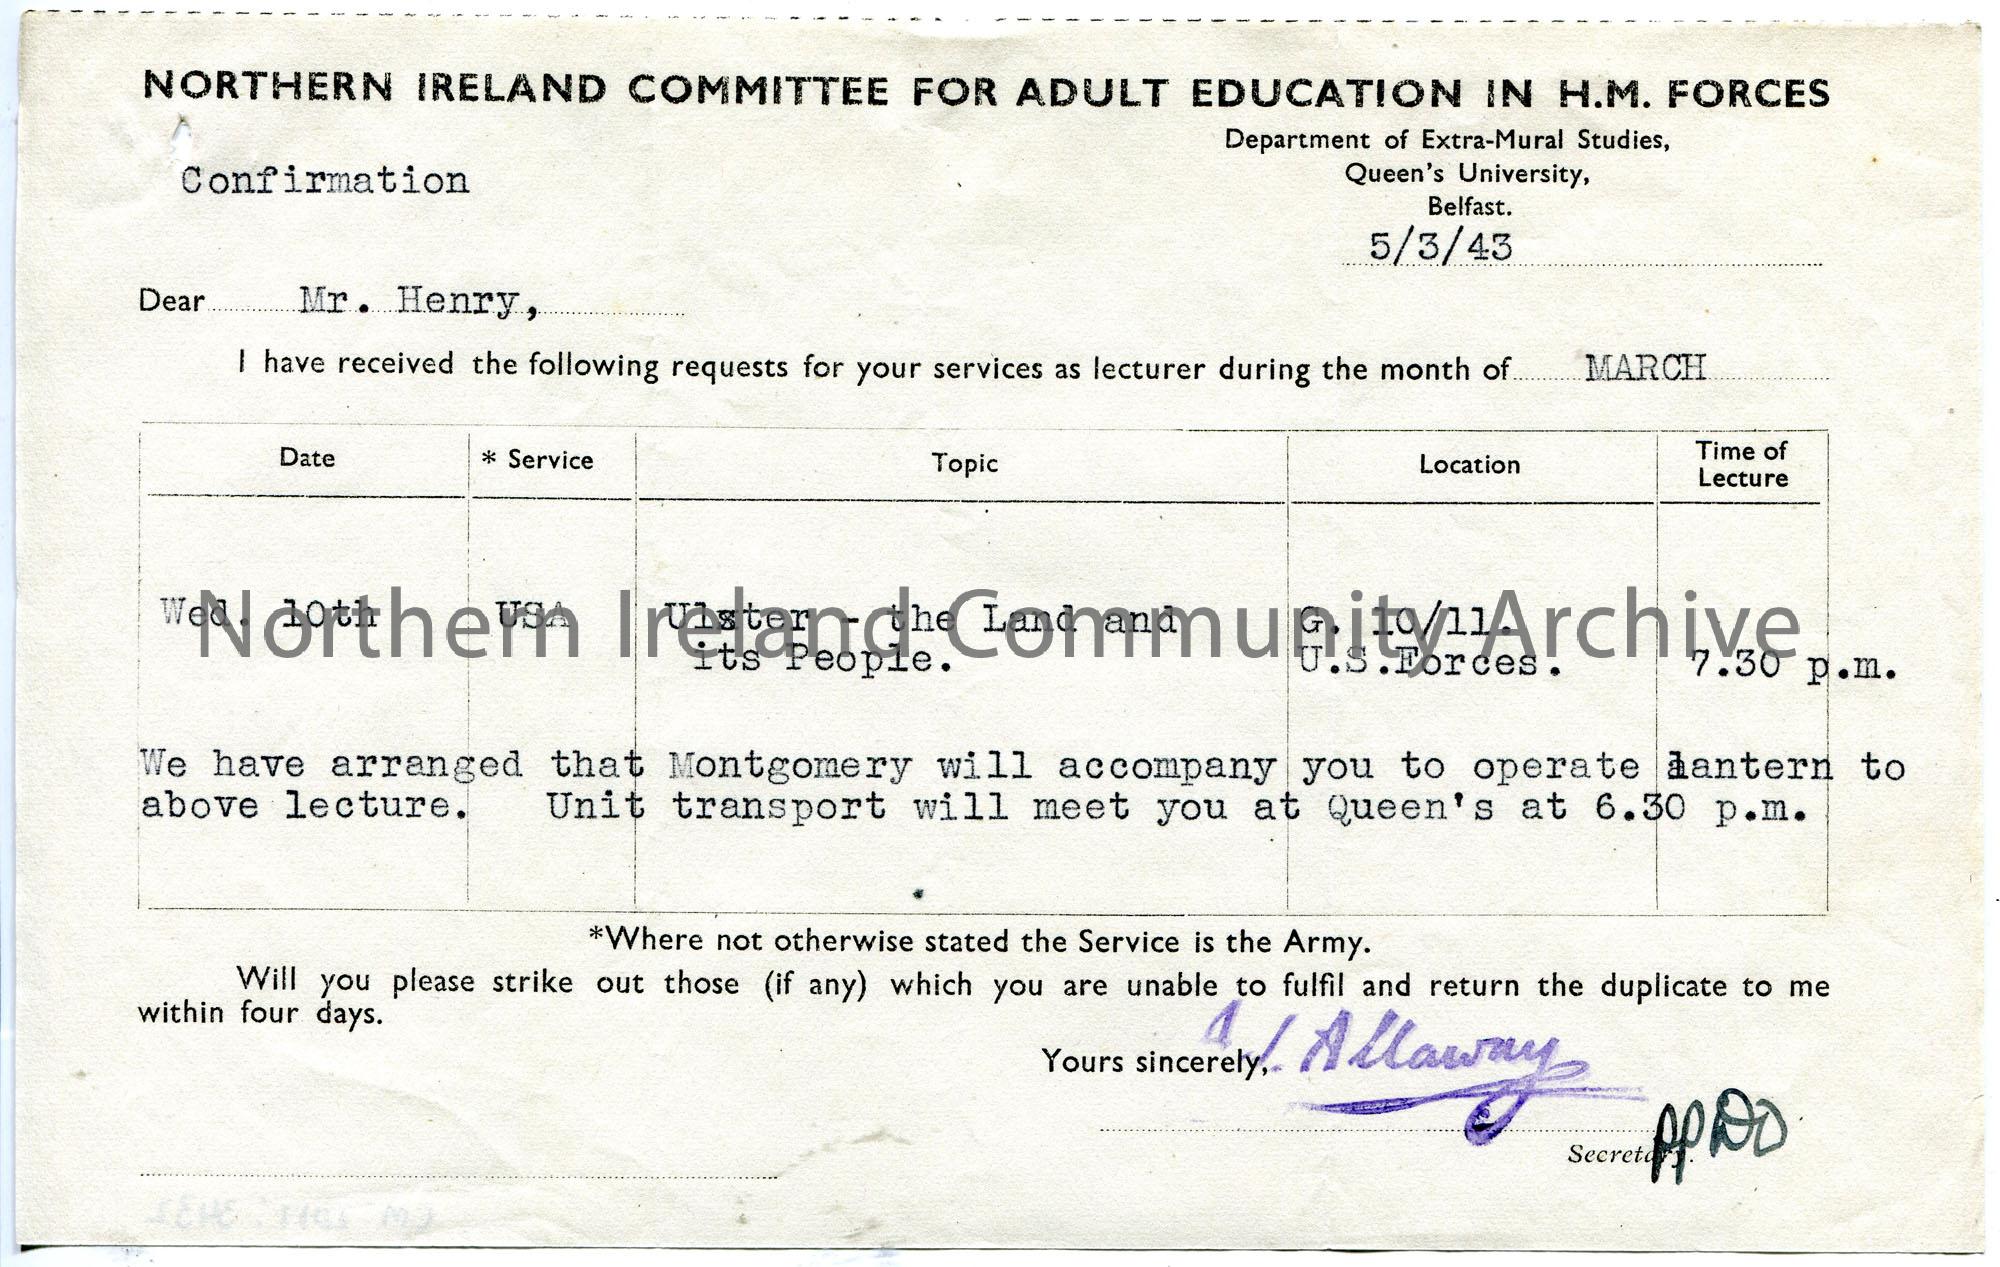 NORTHERN IRELAND COMMITTEE FOR ADULT EDUCATION IN H.M. FORCES
Department of Extra-Mural Studies,
Queen's University,
Belfast.
Confirmation
5/3/43
Dear Mr. Henry,
I have received the following requests for your services as lecturer during the month of MARCH
Date * Service Topic Location Time of Lecture
Wed. 10th USA Ulster - the Land and G. 10/11.
its People. U.S.Forces. 7.30 p.m.
Northern Ireland Community Archive
We have arranged that Montgomery will accompany you to operate lantern to
above lecture. Unit transport will meet you at Queen's at 6.30 p.m.
*Where not otherwise stated the Service is the Army.
Will you please strike out those (if any) which you are unable to fulfil and return the duplicate to me
within four days.
Yours sincerely,
Allaway
Secretary.